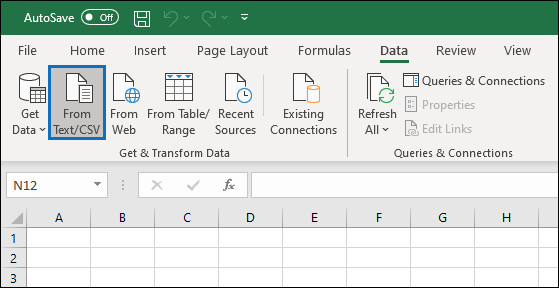 AutoSave Off
File Home Insert Page Layout Formulas Data Review View
Get Data From Text/CSV From Web From Table/ Range Recent Sources Existing Connections Refresh All Queries & Connections Properties Edit Links
Get & Transform Data Queries & Connections
N12 fx
A B C D E F G H
1
2
3